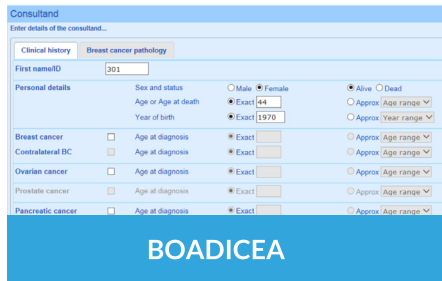 Consultand
Enter details of the consultand...
Clinical history Breast cancer pathology
First name/ID 301
Personal details Sex and status Male Female Alive Dead
Age or Age at death Exact 44 Approx Age range
Year of birth Exact 1970 Approx Year range
Breast cancer Age at diagnosis Exact Approx Age range
Contralateral BC Age at diagnosis Exact Approx Age range
Ovarian cancer Age at diagnosis Exact Approx Age range
Prostate cancer Age at diagnosis Exact Approx Age range
Pancreatic cancer Age at diagnosis Exact Approx Age range
BOADICEA